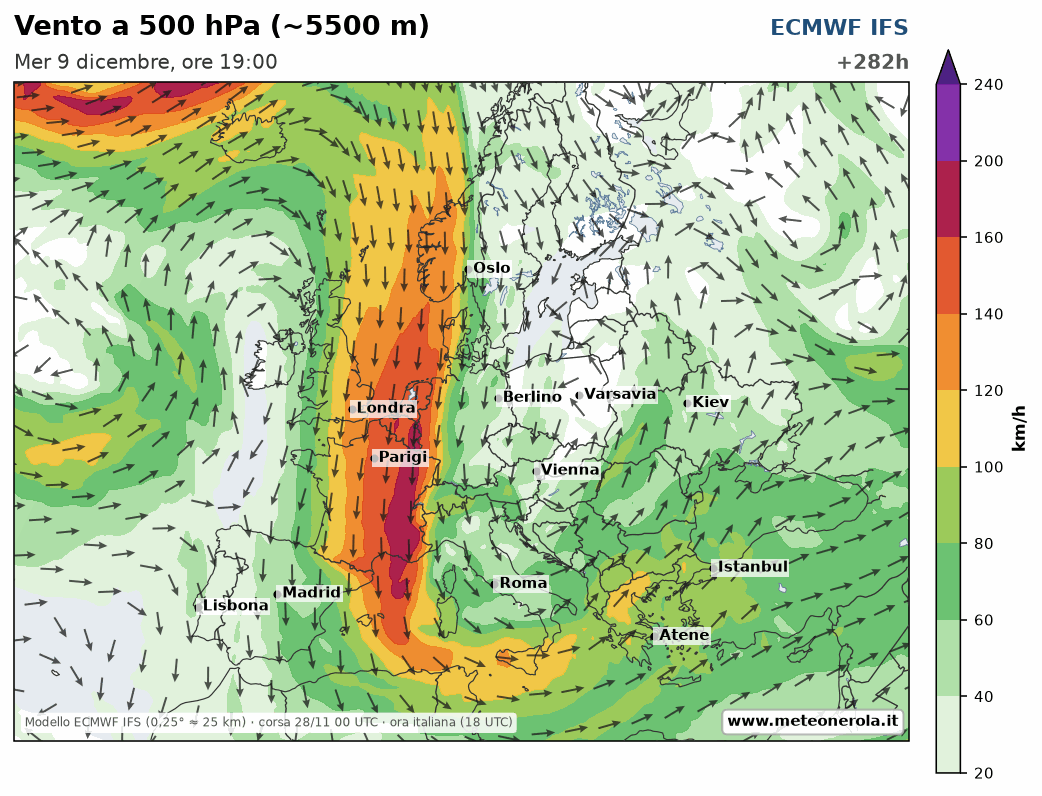 Vento a 500 hPa (~5500 m)
ECMWF IFS
Mer 9 dicembre, ore 19:00
+282h
240
200
160
140
120
100
80
60
40
20
km/h
Oslo
Londra
Berlino
Varsavia
Kiev
Parigi
Vienna
Istanbul
Madrid
Roma
Lisbona
Atene
Modello ECMWF IFS (0,25° ≈ 25 km) · corsa 28/11 00 UTC · ora italiana (18 UTC)
www.meteonerola.it